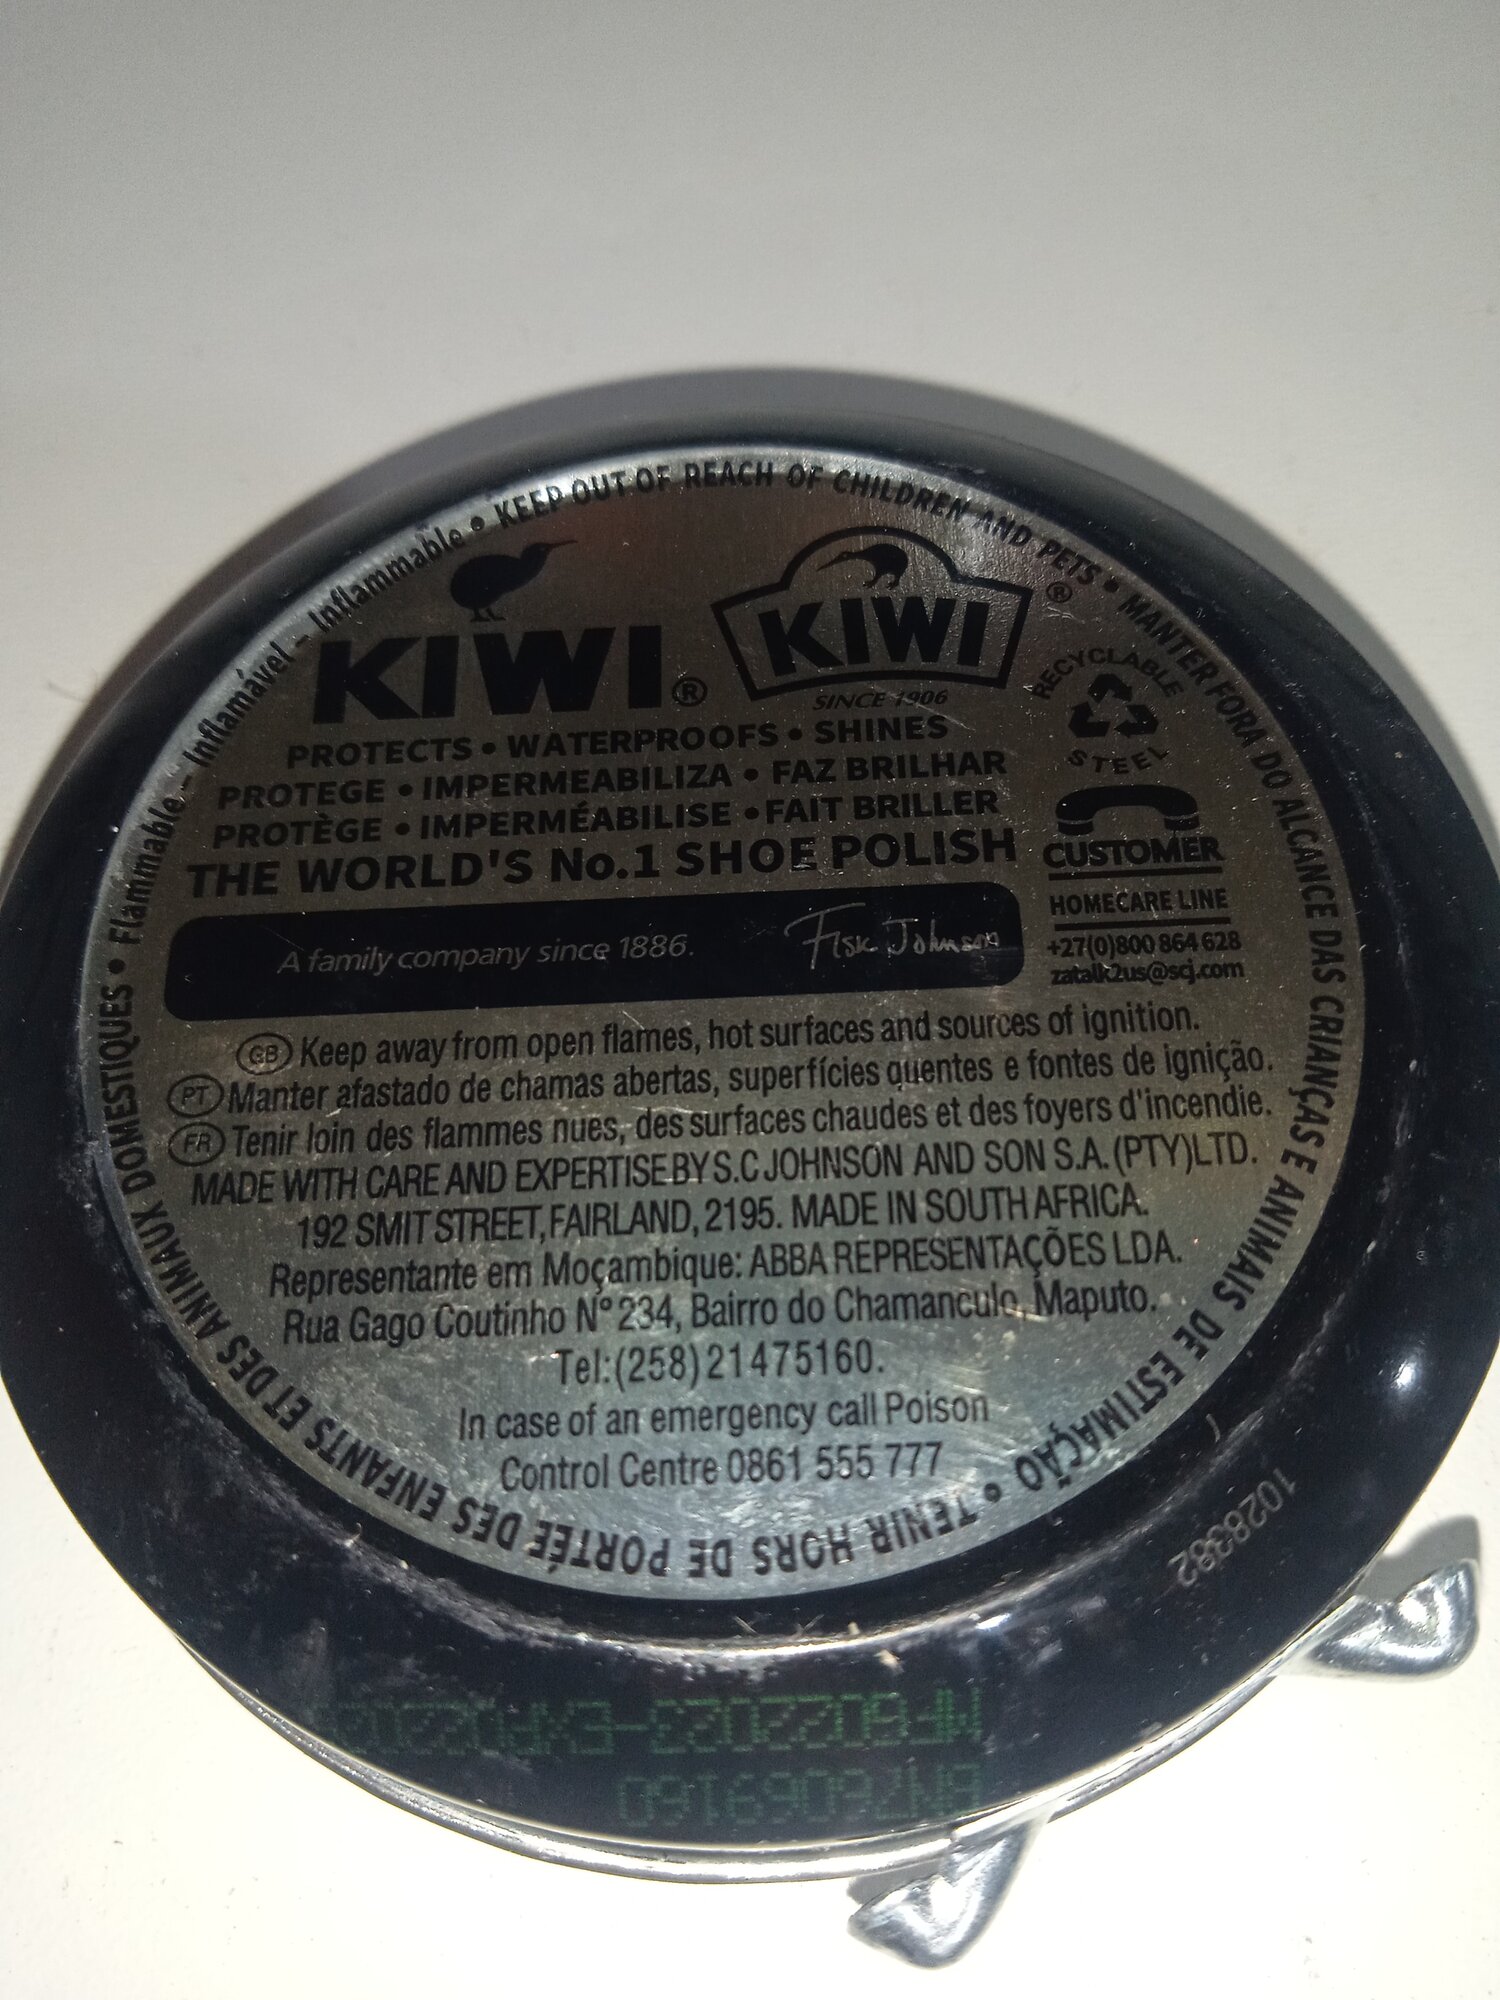 Flammable – Inflamável – Inflammable • KEEP OUT OF REACH OF CHILDREN AND PETS • MANTER FORA DO ALCANCE DAS CRIANÇAS E ANIMAIS DE ESTIMAÇÃO • TENIR HORS DE PORTÉE DES ENFANTS ET DES ANIMAUX DOMESTIQUES •
KIWI®
KIWI®
SINCE 1906
RECYCLABLE
STEEL
PROTECTS • WATERPROOFS • SHINES
PROTEGE • IMPERMEABILIZA • FAZ BRILHAR
PROTÈGE • IMPERMÉABILISE • FAIT BRILLER
THE WORLD'S No.1 SHOE POLISH
CUSTOMER
HOMECARE LINE
+27(0)800 864 628
zatalk2us@scj.com
A family company since 1886.
Fisk Johnson
GB Keep away from open flames, hot surfaces and sources of ignition.
PT Manter afastado de chamas abertas, superfícies quentes e fontes de ignição.
FR Tenir loin des flammes nues, des surfaces chaudes et des foyers d'incendie.
MADE WITH CARE AND EXPERTISE BY S.C JOHNSON AND SON S.A. (PTY) LTD.
192 SMIT STREET, FAIRLAND, 2195. MADE IN SOUTH AFRICA.
Representante em Moçambique: ABBA REPRESENTAÇÕES LDA.
Rua Gago Coutinho N° 234, Bairro do Chamanculo, Maputo.
Tel: (258) 21475160.
In case of an emergency call Poison
Control Centre 0861 555 777
1028382